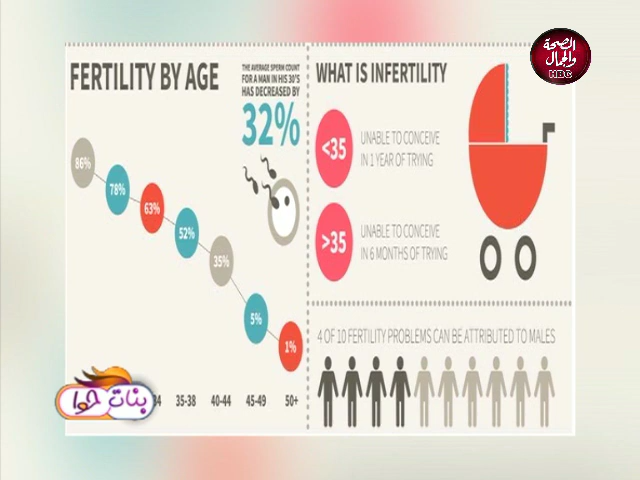 الصحة
والجمال
HBC
FERTILITY BY AGE
THE AVERAGE SPERM COUNT
FOR A MAN IN HIS 30'S
HAS DECREASED BY
32%
86%
78%
63%
52%
35%
5%
1%
34 35-38 40-44 45-49 50+
بنات حوا
WHAT IS INFERTILITY
<35
UNABLE TO CONCEIVE
IN 1 YEAR OF TRYING
>35
UNABLE TO CONCEIVE
IN 6 MONTHS OF TRYING
4 OF 10 FERTILITY PROBLEMS CAN BE ATTRIBUTED TO MALES